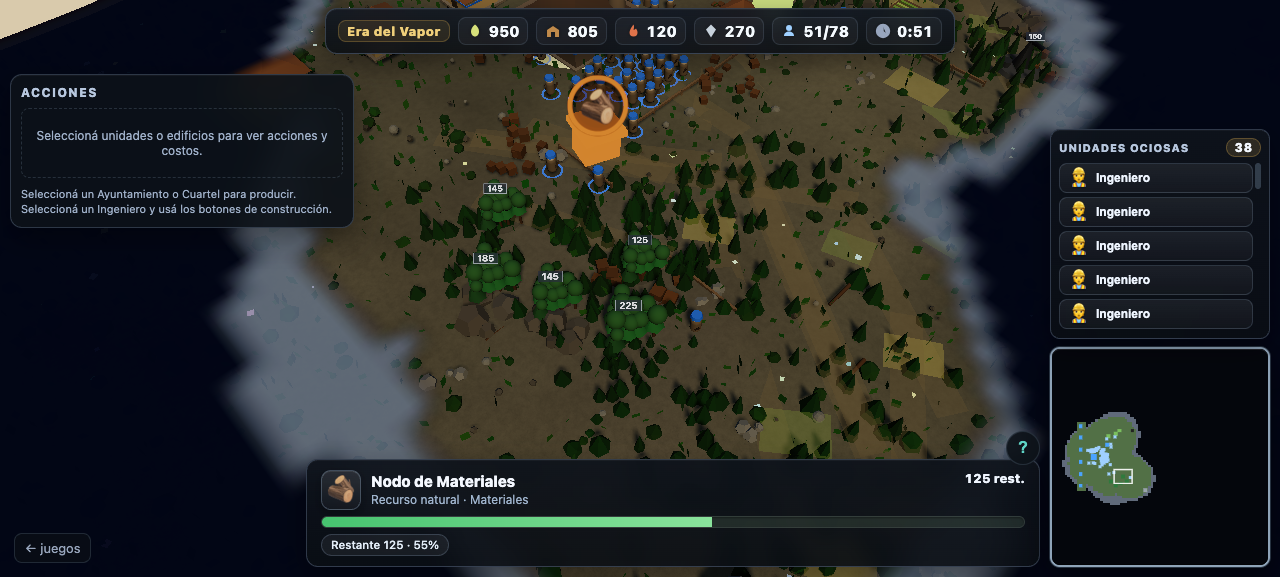 Era del Vapor
950
805
120
270
51/78
0:51
150
ACCIONES
Seleccioná unidades o edificios para ver acciones y
costos.
Seleccioná un Ayuntamiento o Cuartel para producir.
Seleccioná un Ingeniero y usá los botones de construcción.
UNIDADES OCIOSAS
38
Ingeniero
Ingeniero
Ingeniero
Ingeniero
Ingeniero
145
125
185
145
225
?
Nodo de Materiales
125 rest.
Recurso natural · Materiales
Restante 125 · 55%
← juegos